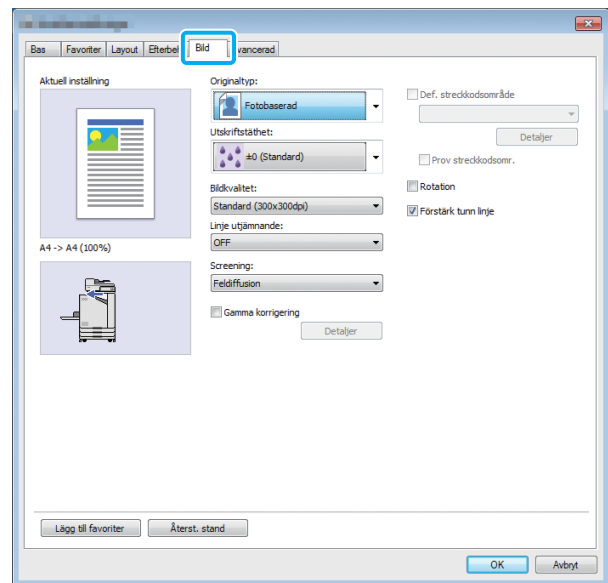 Bas Favoriter Layout Efterbel Bild vancerad
Aktuell inställning
A4 -> A4 (100%)
Originaltyp:
Fotobaserad
Utskriftstäthet:
±0 (Standard)
Bildkvalitet:
Standard (300x300dpi)
Linje utjämnande:
OFF
Screening:
Feldiffusion
Gamma korrigering
Detaljer
Def. streckkodsområde
Detaljer
Prov streckkodsomr.
Rotation
Förstärk tunn linje
Lägg till favoriter Återst. stand
OK Avbryt